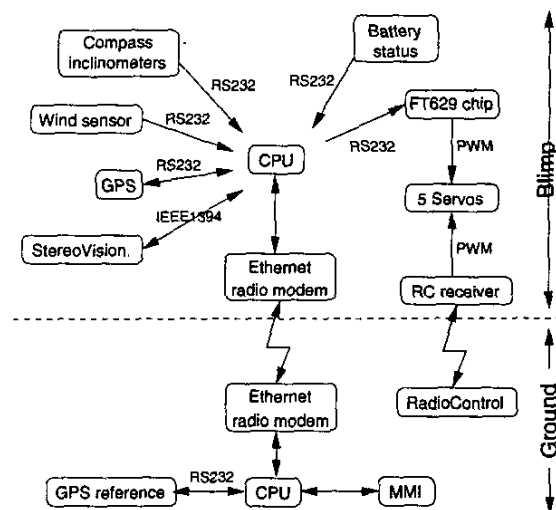 Compass
inclinometers
Battery
status
RS232
RS232
Wind sensor
RS232
FT629 chip
RS232
CPU
RS232
PWM
GPS
5 Servos
IEEE1394
StereoVision.
PWM
Ethernet
radio modem
RC receiver
Blimp
Ethernet
radio modem
RadioControl
Ground
RS232
GPS reference
CPU
MMI